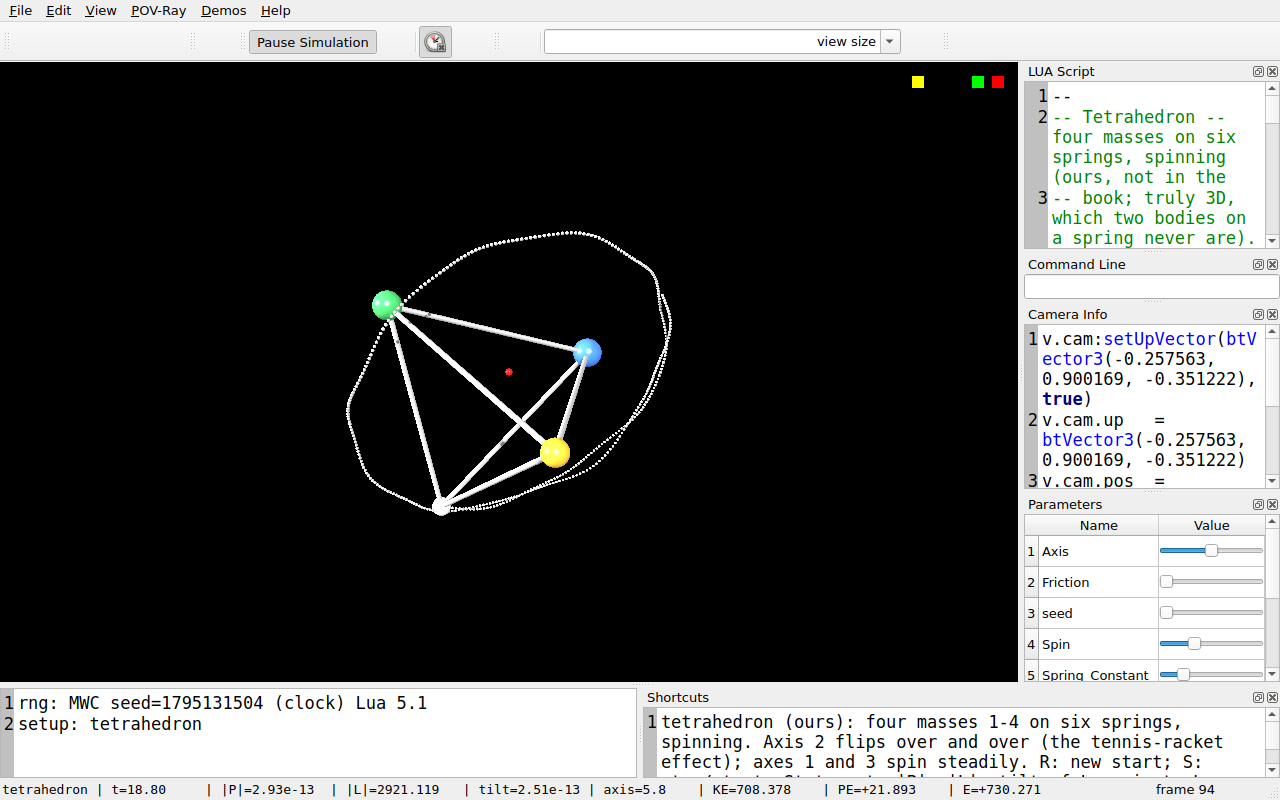 File Edit View POV-Ray Demos Help
Pause Simulation
view size
LUA Script
1 --
2 -- Tetrahedron --
four masses on six
springs, spinning
(ours, not in the
3 -- book; truly 3D,
which two bodies on
a spring never are).
Command Line
Camera Info
1 v.cam:setUpVector(btV
ector3(-0.257563,
0.900169, -0.351222),
true)
2 v.cam.up   =
btVector3(-0.257563,
0.900169, -0.351222)
3 v.cam.pos  =
Parameters
Name Value
1 Axis
2 Friction
3 seed
4 Spin
5 Spring Constant
1 rng: MWC seed=1795131504 (clock) Lua 5.1
2 setup: tetrahedron
Shortcuts
1 tetrahedron (ours): four masses 1-4 on six springs,
spinning. Axis 2 flips over and over (the tennis-racket
effect); axes 1 and 3 spin steadily. R: new start; S:
tetrahedron | t=18.80 | |P|=2.93e-13 | |L|=2921.119 | tilt=2.51e-13 | axis=5.8 | KE=708.378 | PE=+21.893 | E=+730.271 frame 94